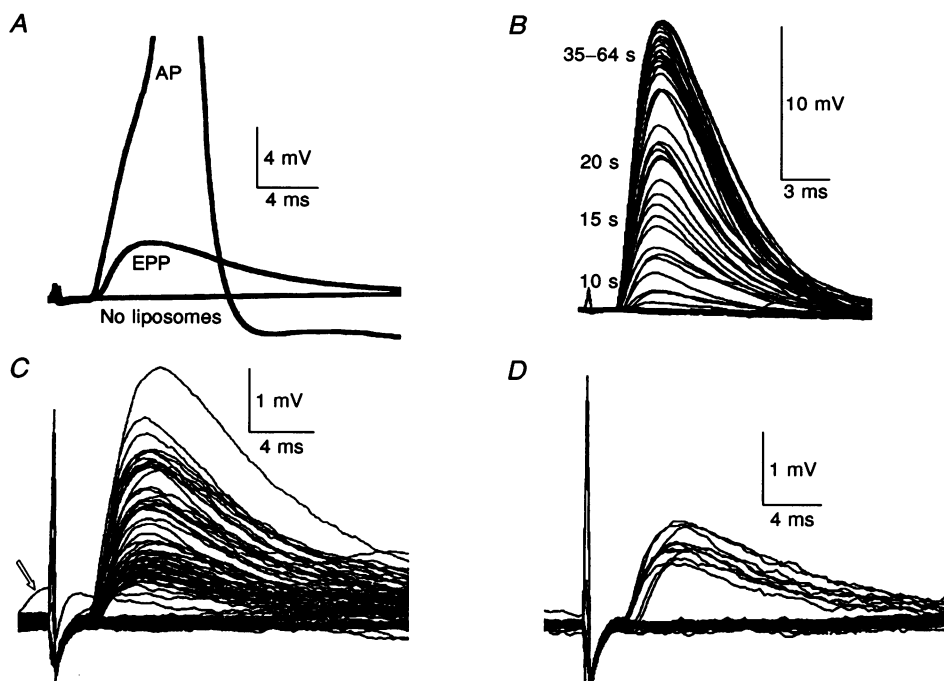 A
AP
4 mV
4 ms
EPP
No liposomes
B
35–64 s
10 mV
20 s
3 ms
15 s
10 s
C
1 mV
4 ms
D
1 mV
4 ms